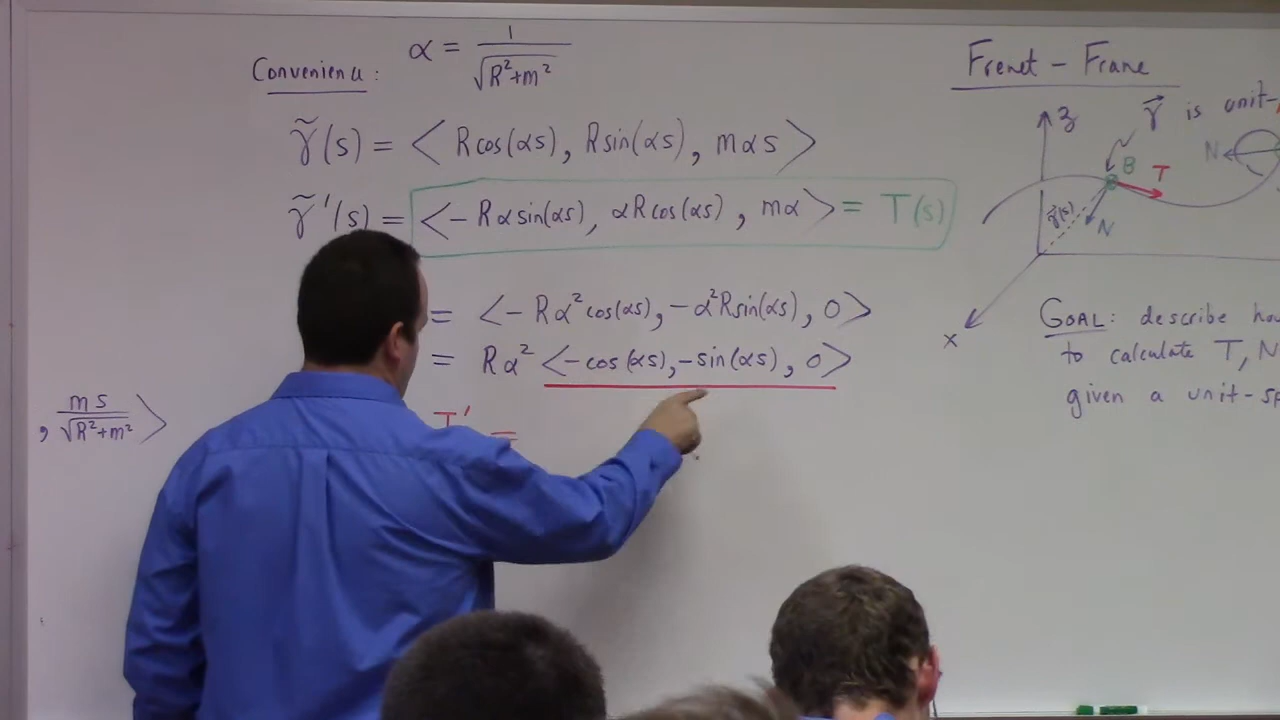 Convenience: α = 1/√(R²+m²)
γ̃(s) = < Rcos(αs), Rsin(αs), mαs >
γ̃'(s) = < -Rαsin(αs), αRcos(αs), mα > = T(s)
= < -Rα²cos(αs), -α²Rsin(αs), 0 >
= Rα² < -cos(αs), -sin(αs), 0 >
T' =
, ms/√(R²+m²) >
Frenet - Frame
z
γ⃗ is unit-
N
B
T
γ⃗(s)
N
x
GOAL: describe how
to calculate T, N
given a unit-sp